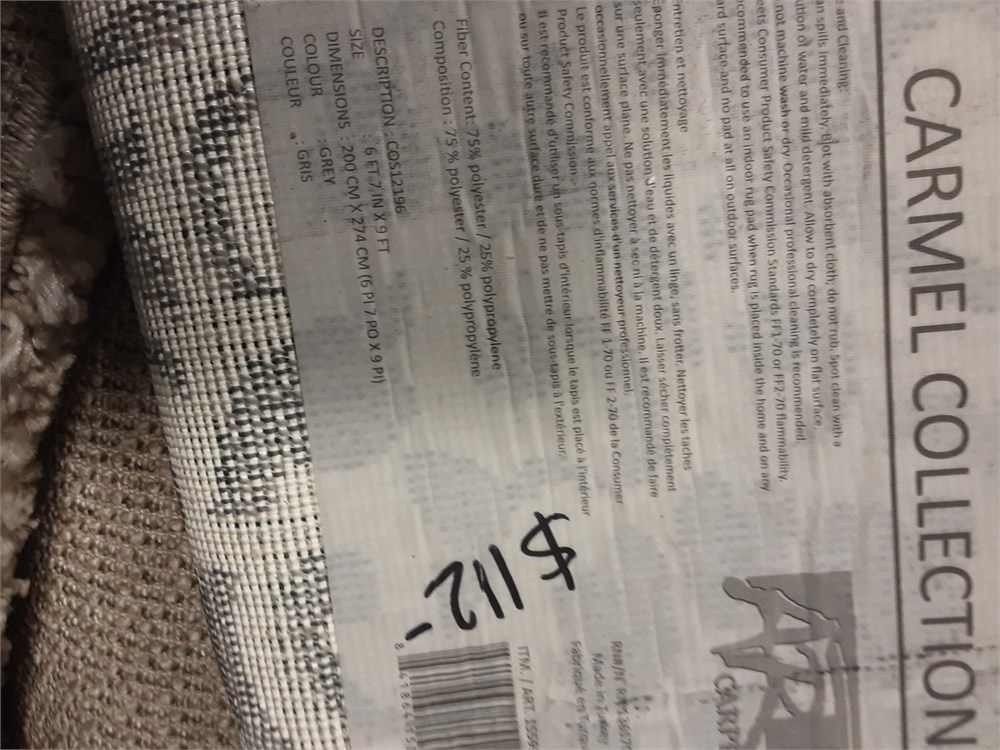 CARMEL COLLECTION
and Cleaning:
spills immediately. Blot with absorbent cloth; do not rub. Spot clean with a
of water and mild detergent. Allow to dry completely on flat surface.
not machine wash or dry. Occasional professional cleaning is recommended.
Consumer Product Safety Commission Standards FF1-70 or FF2-70 flammability.
to use an indoor rug pad when rug is placed inside the home and on any
surface and no pad at all on outdoor surfaces.
et nettoyage
immédiatement les liquides avec un linge, sans frotter. Nettoyer les taches
seulement avec une solution d'eau et de détergent doux. Laisser sécher complètement
sur une surface plane. Ne pas nettoyer à sec ni à la machine. Il est recommandé de faire
occasionnellement appel aux services d'un nettoyeur professionnel.
Le produit est conforme aux normes d'inflammabilité FF 1-70 ou FF 2-70 de la Consumer
Product Safety Commission.
Il est recommandé d'utiliser un sous-tapis d'intérieur lorsque le tapis est placé à l'intérieur
ou sur toute autre surface dure et de ne pas mettre de sous-tapis à l'extérieur.
Fiber Content: 75% polyester / 25% polypropylene
Composition : 75 % polyester / 25 % polypropylène
DESCRIPTION : COS12196
SIZE : 6 FT 7 IN X 9 FT
DIMENSIONS : 200 CM X 274 CM (6 PI 7 PO X 9 PI)
COLOUR : GREY
COULEUR : GRIS
$112
Made in Turkey
ITM. / ART.